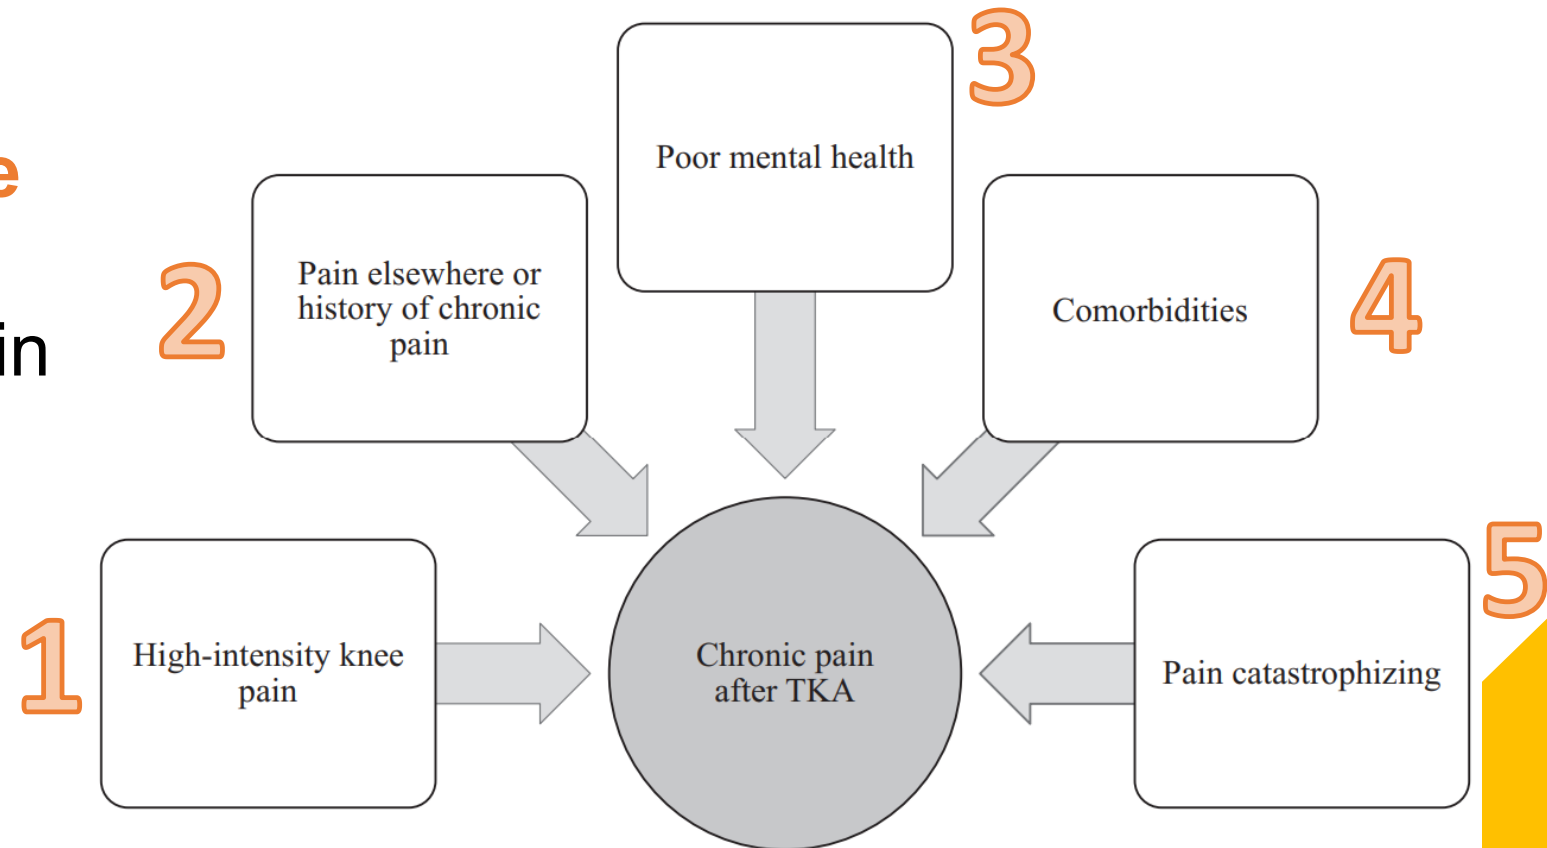 e
in
3
Poor mental health
2
Pain elsewhere or
history of chronic
pain
Comorbidities
4
1
High-intensity knee
pain
Chronic pain
after TKA
5
Pain catastrophizing